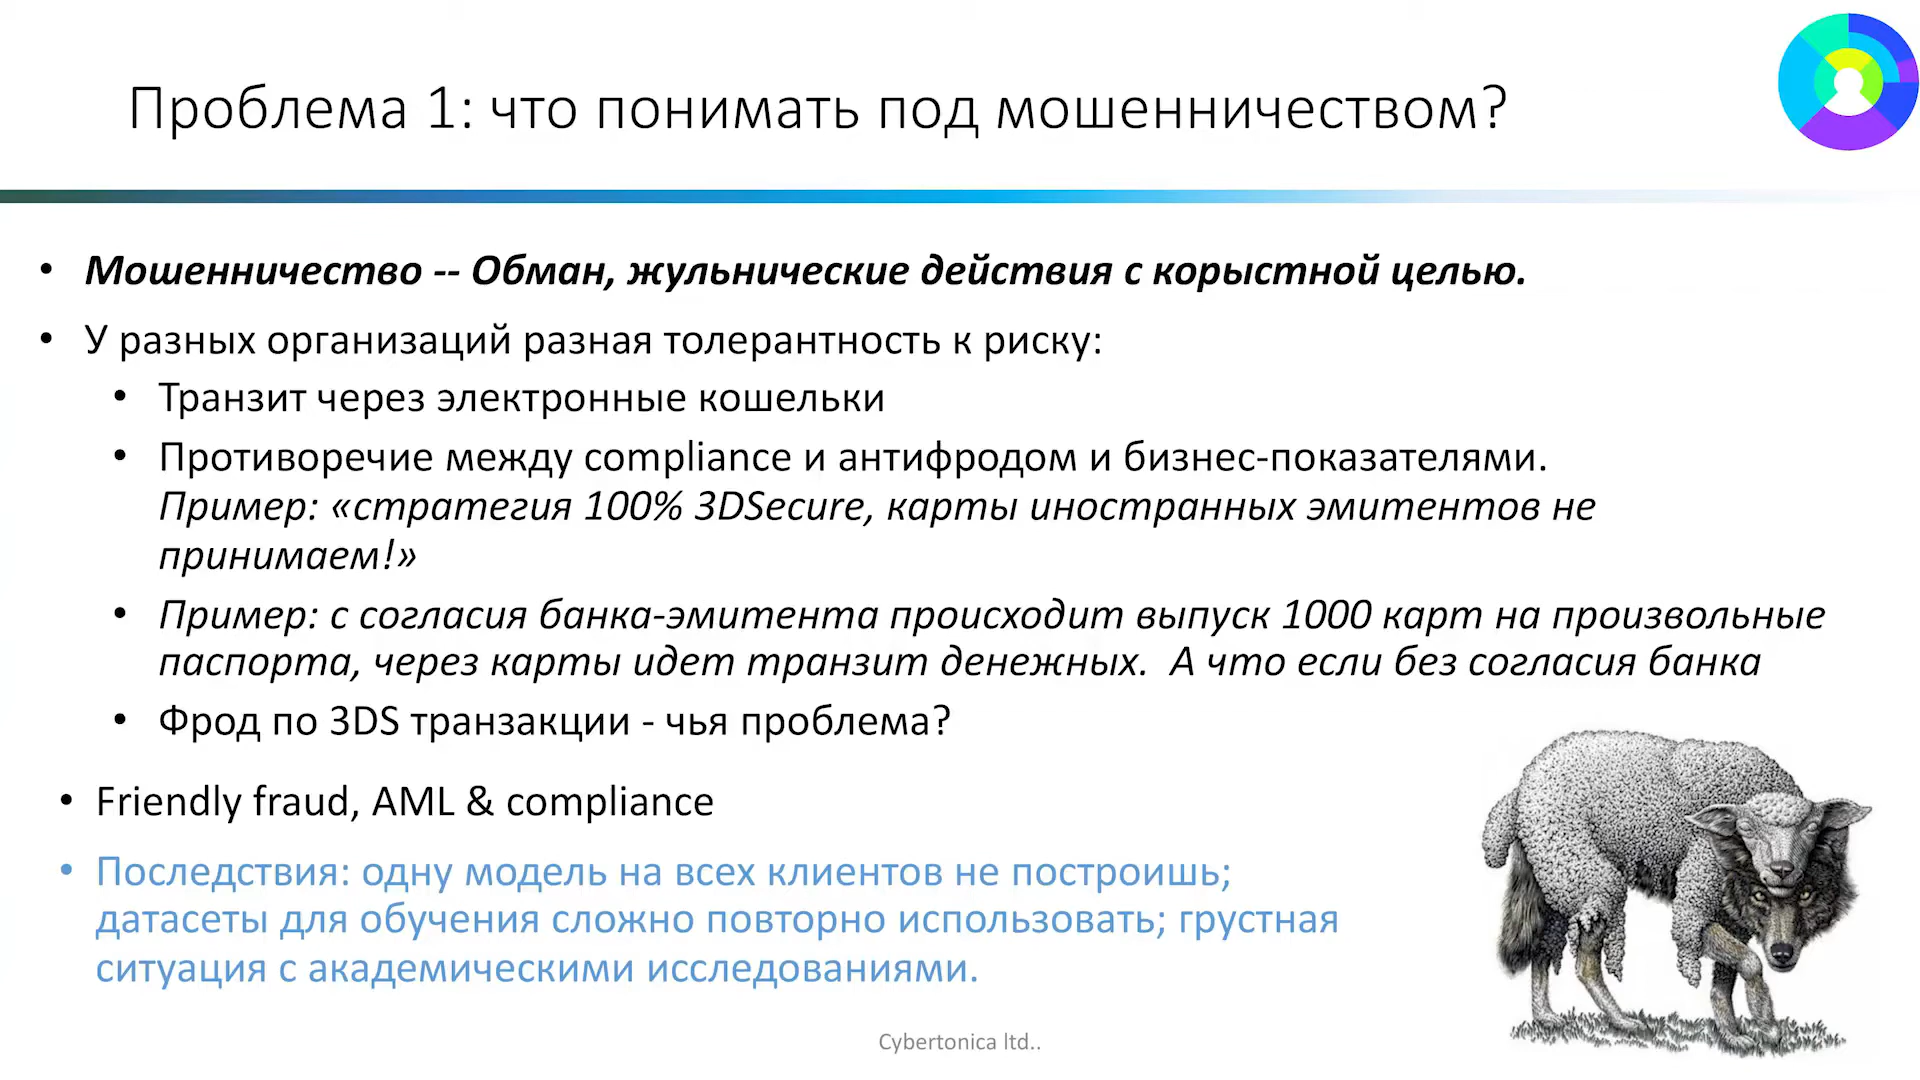 Проблема 1: что понимать под мошенничеством?
• Мошенничество -- Обман, жульнические действия с корыстной целью.
• У разных организаций разная толерантность к риску:
• Транзит через электронные кошельки
• Противоречие между compliance и антифродом и бизнес-показателями.
Пример: «стратегия 100% 3DSecure, карты иностранных эмитентов не
принимаем!»
• Пример: с согласия банка-эмитента происходит выпуск 1000 карт на произвольные
паспорта, через карты идет транзит денежных.  А что если без согласия банка
• Фрод по 3DS транзакции - чья проблема?
• Friendly fraud, AML & compliance
• Последствия: одну модель на всех клиентов не построишь;
датасеты для обучения сложно повторно использовать; грустная
ситуация с академическими исследованиями.
Cybertonica ltd..